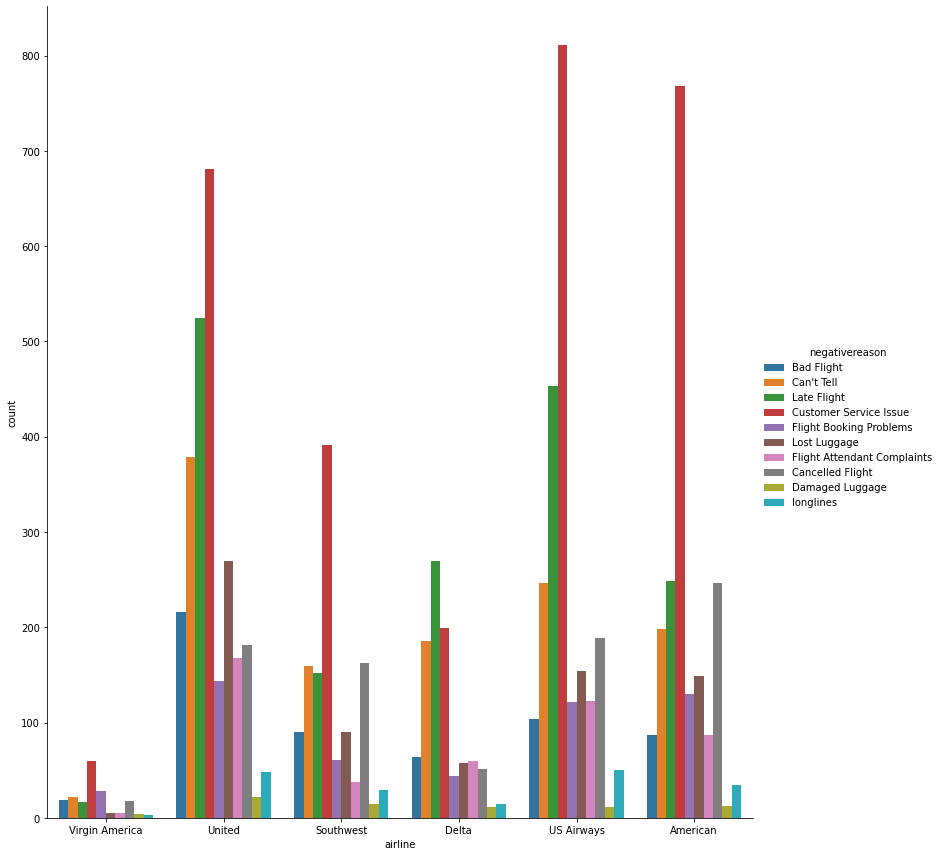 800
700
600
500
400
300
200
100
0
count
Virgin America
United
Southwest
Delta
US Airways
American
airline
negativereason
Bad Flight
Can't Tell
Late Flight
Customer Service Issue
Flight Booking Problems
Lost Luggage
Flight Attendant Complaints
Cancelled Flight
Damaged Luggage
longlines